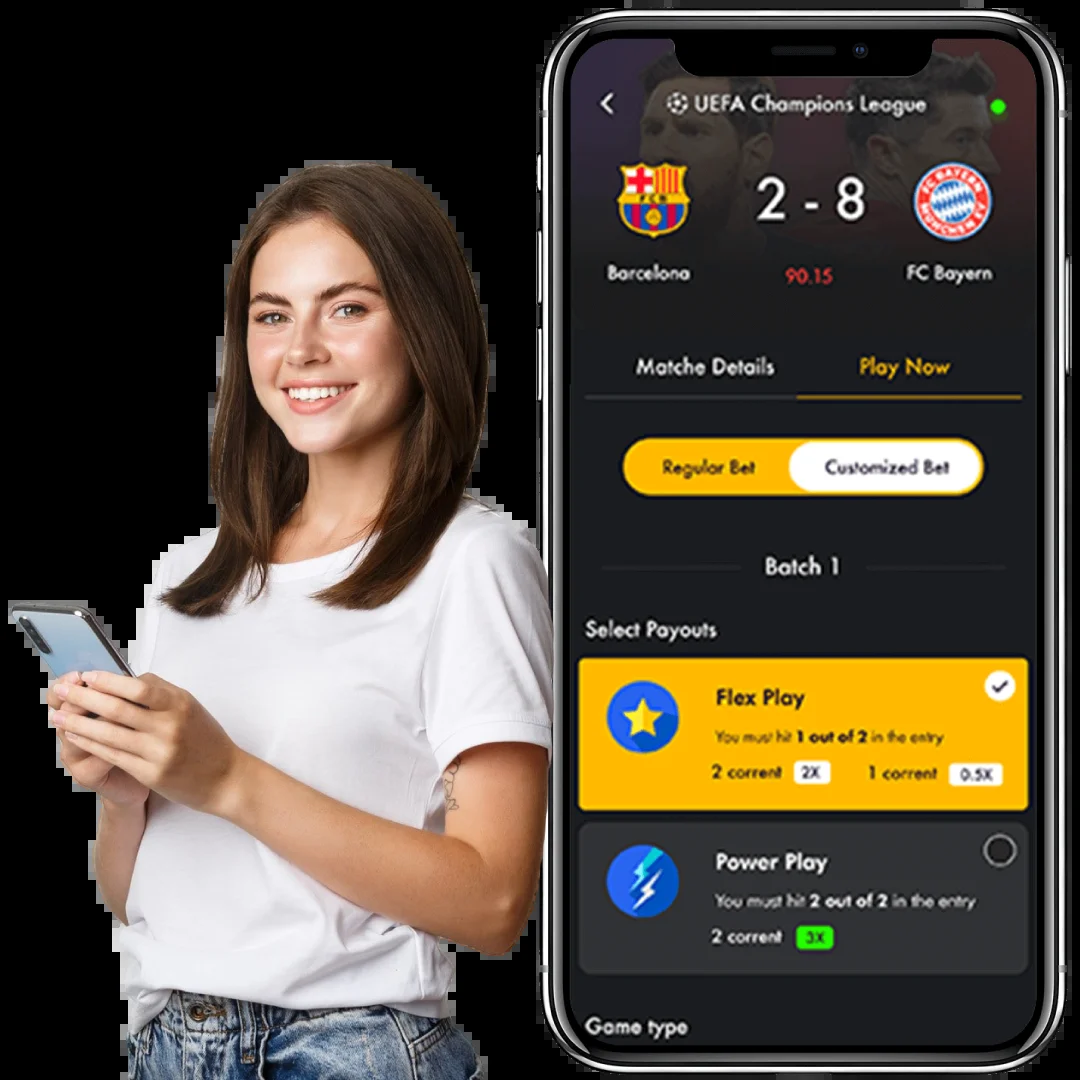 UEFA Champions League
2 - 8
FCB
FC BAYERN
MÜNCHEN
Barcelona
90.15
FC Bayern
Matche Details
Play Now
Regular Bet
Customized Bet
Batch 1
Select Payouts
Flex Play
You must hit 1 out of 2 in the entry
2 corrent 2X 1 corrent 0.5X
Power Play
You must hit 2 out of 2 in the entry
2 corrent 3X
Game type